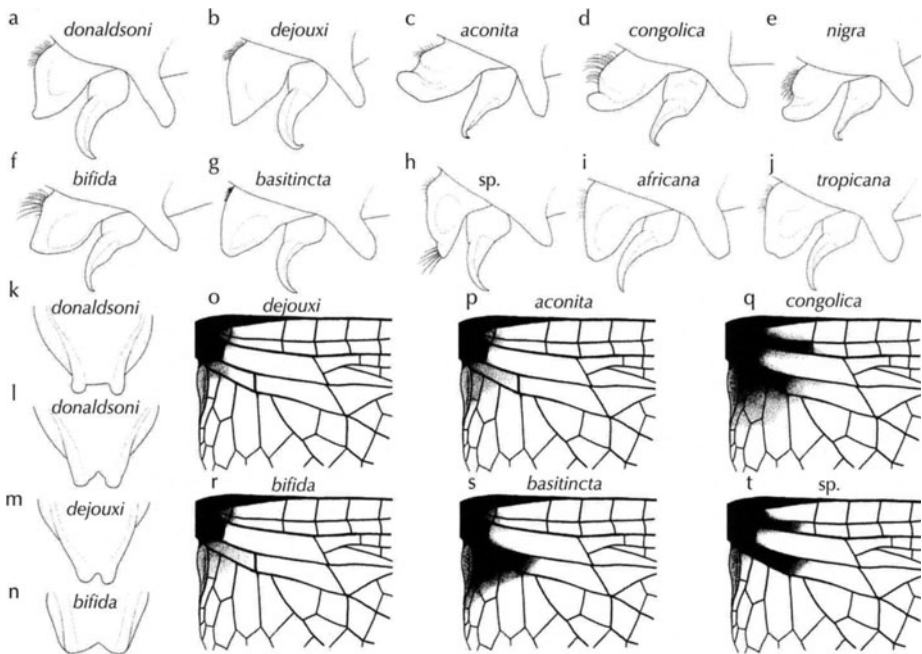 a donaldsoni b dejouxi c aconita d congolica e nigra
f bifida g basitincta h sp. i africana j tropicana
k donaldsoni o dejouxi p aconita q congolica
l donaldsoni
m dejouxi r bifida s basitincta t sp.
n bifida